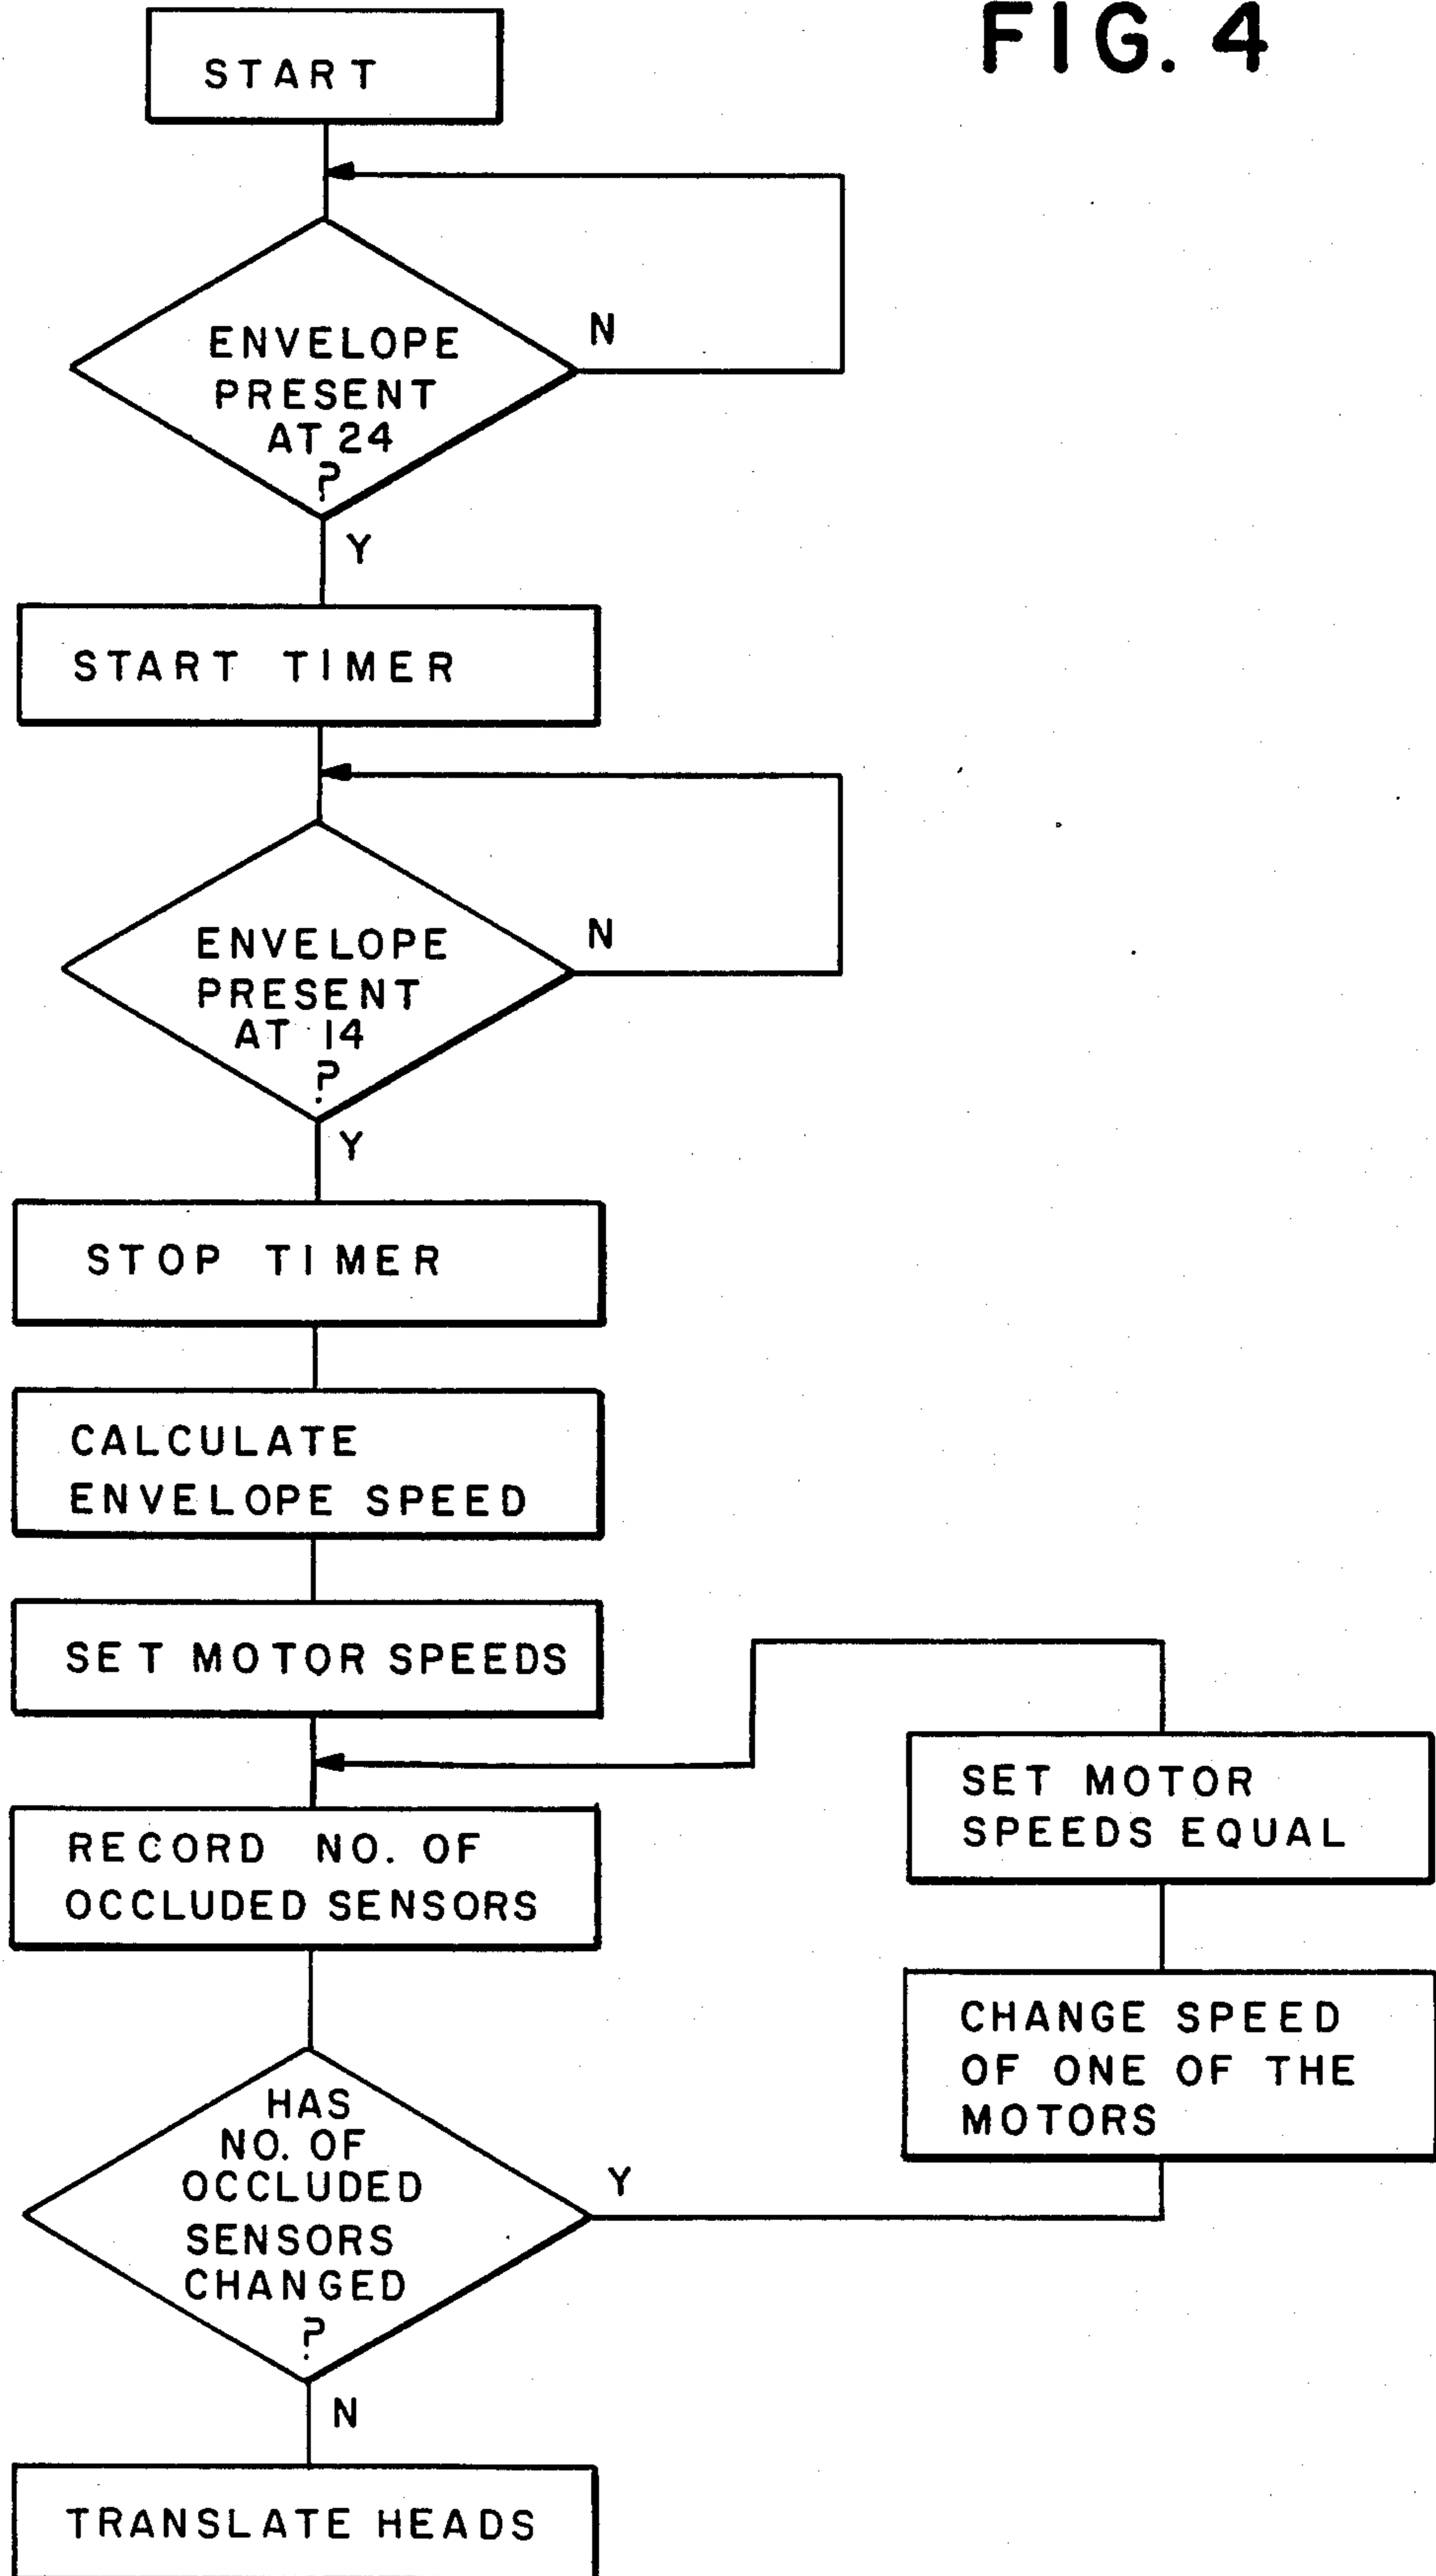 FIG. 4
START
ENVELOPE
PRESENT
AT 24
?
N
Y
START TIMER
ENVELOPE
PRESENT
AT 14
?
N
Y
STOP TIMER
CALCULATE
ENVELOPE SPEED
SET MOTOR SPEEDS
RECORD NO. OF
OCCLUDED SENSORS
HAS
NO. OF
OCCLUDED
SENSORS
CHANGED
?
Y
N
SET MOTOR
SPEEDS EQUAL
CHANGE SPEED
OF ONE OF THE
MOTORS
TRANSLATE HEADS